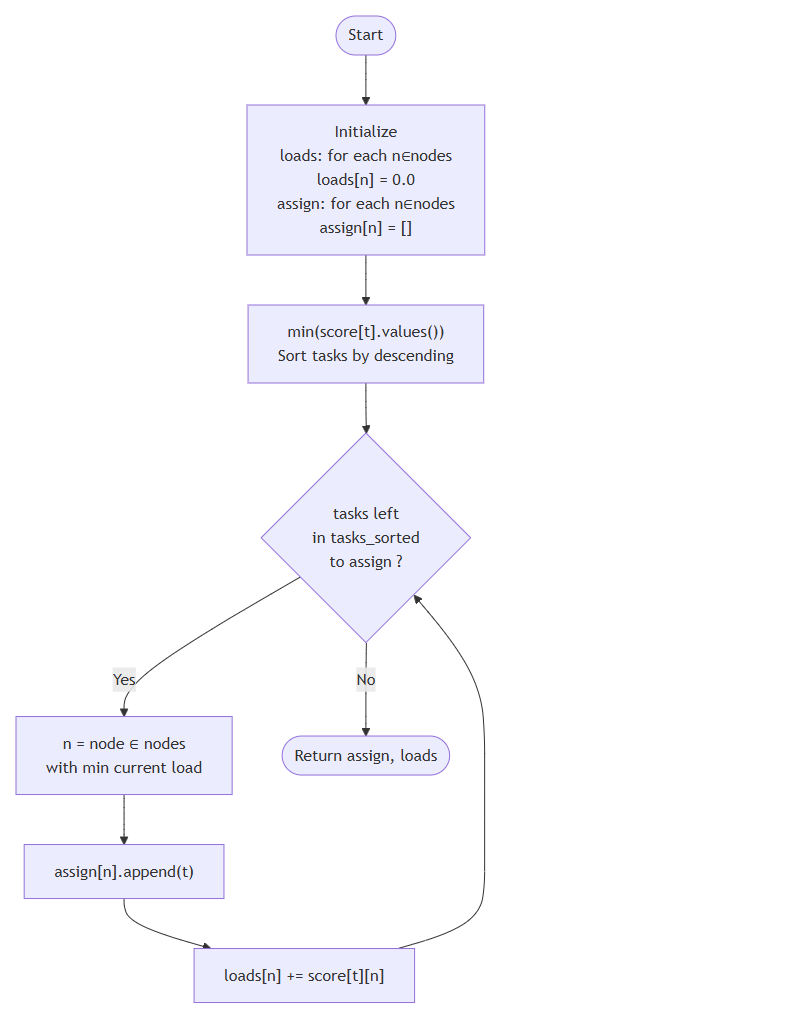 Start
Initialize
loads: for each n∈nodes
loads[n] = 0.0
assign: for each n∈nodes
assign[n] = []
min(score[t].values())
Sort tasks by descending
tasks left
in tasks_sorted
to assign ?
Yes
No
n = node ∈ nodes
with min current load
Return assign, loads
assign[n].append(t)
loads[n] += score[t][n]